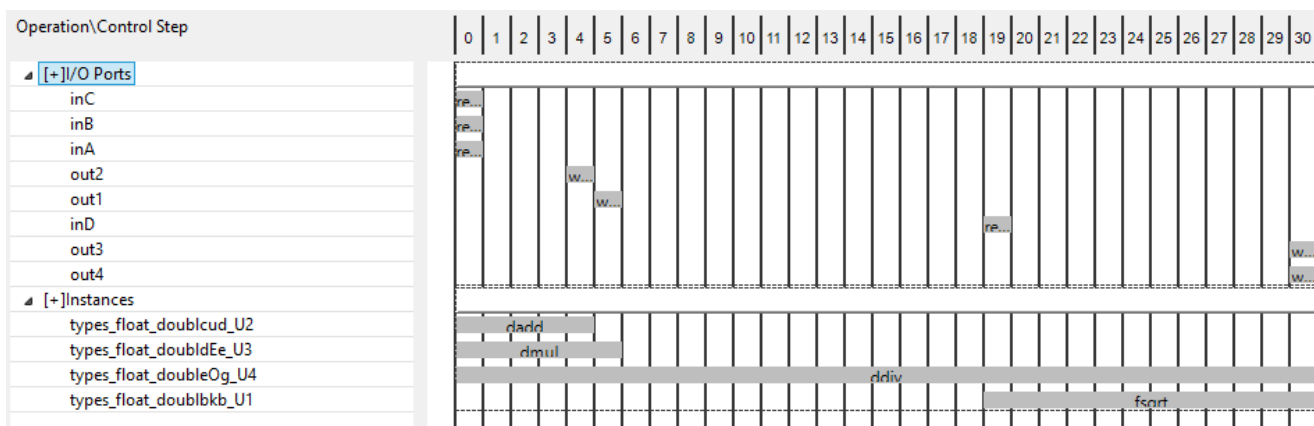 Operation\Control Step
0 1 2 3 4 5 6 7 8 9 10 11 12 13 14 15 16 17 18 19 20 21 22 23 24 25 26 27 28 29 30
[+]I/O Ports
inC re...
inB re...
inA re...
out2 w...
out1 w...
inD re...
out3 w...
out4 w...
[+]Instances
types_float_doublcud_U2 dadd
types_float_doubldEe_U3 dmul
types_float_doubleOg_U4 ddiv
types_float_doublbkb_U1 fsqrt